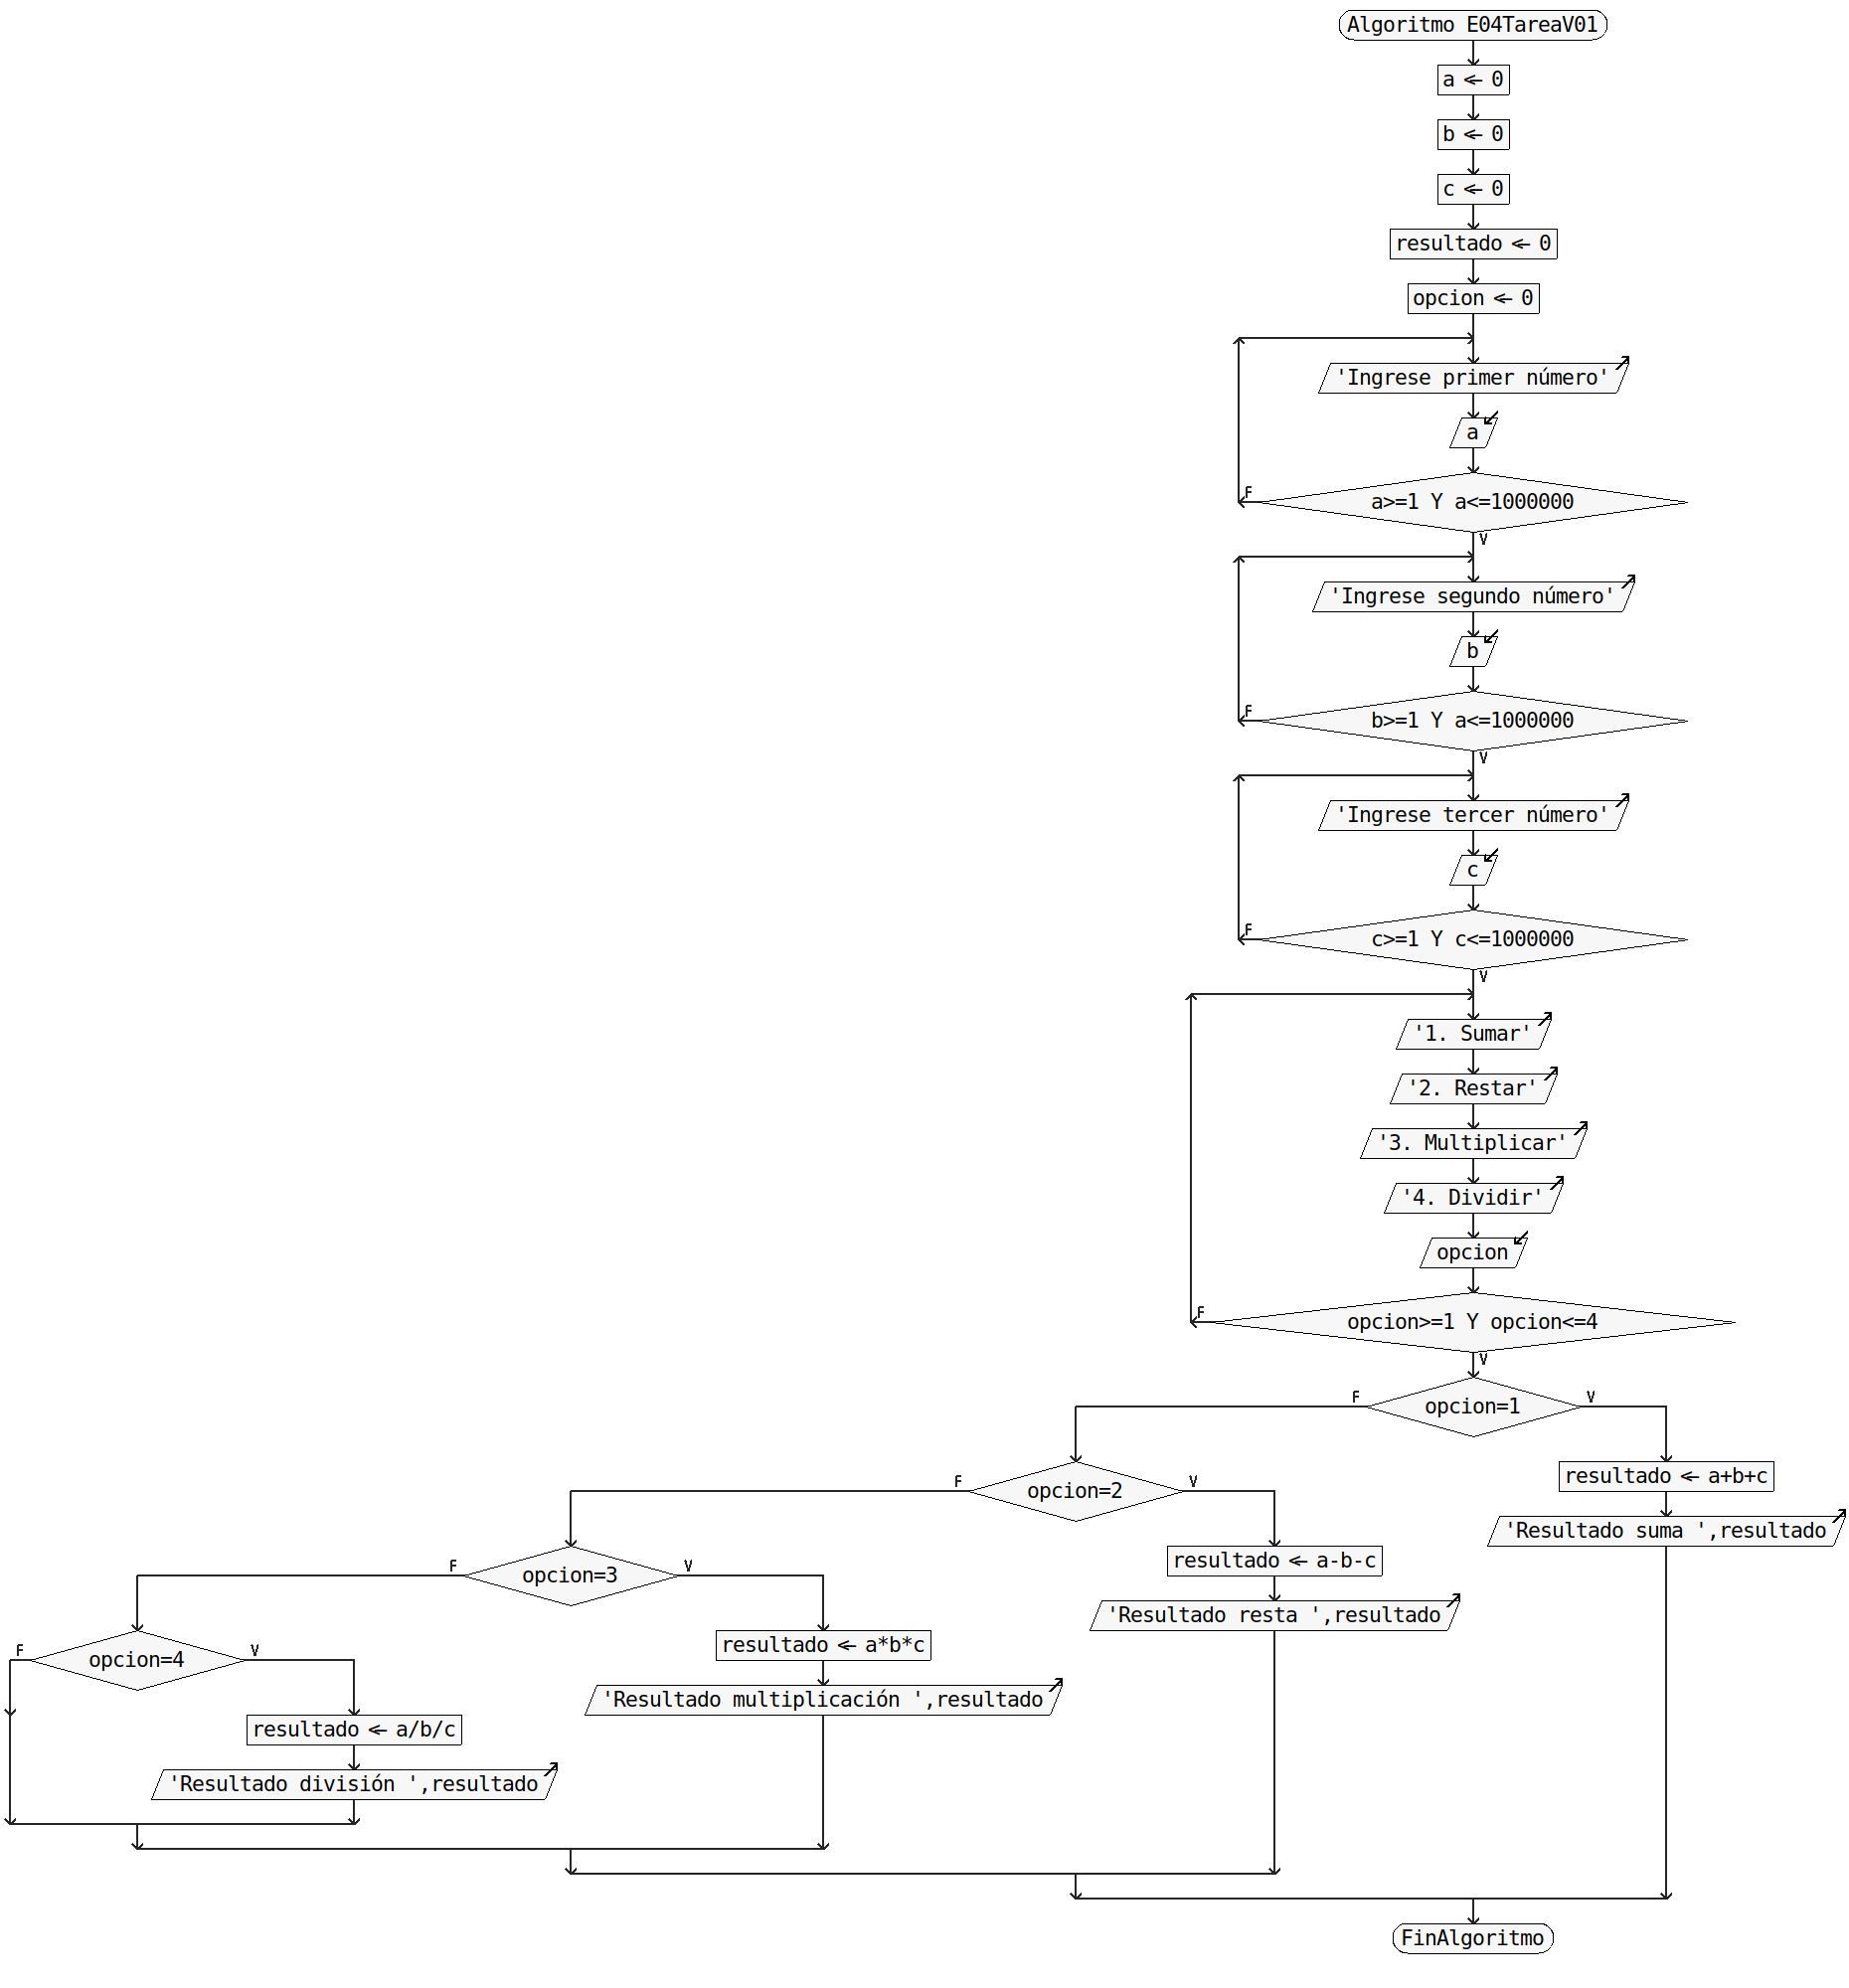 Algoritmo E04TareaV01
a ← 0
b ← 0
c ← 0
resultado ← 0
opcion ← 0
'Ingrese primer número'
a
F
a>=1 Y a<=1000000
V
'Ingrese segundo número'
b
F
b>=1 Y a<=1000000
V
'Ingrese tercer número'
c
F
c>=1 Y c<=1000000
V
'1. Sumar'
'2. Restar'
'3. Multiplicar'
'4. Dividir'
opcion
F
opcion>=1 Y opcion<=4
V
F
opcion=1
V
F
opcion=2
V
resultado ← a+b+c
'Resultado suma ',resultado
F
opcion=3
V
resultado ← a-b-c
'Resultado resta ',resultado
F
opcion=4
V
resultado ← a*b*c
'Resultado multiplicación ',resultado
resultado ← a/b/c
'Resultado división ',resultado
FinAlgoritmo